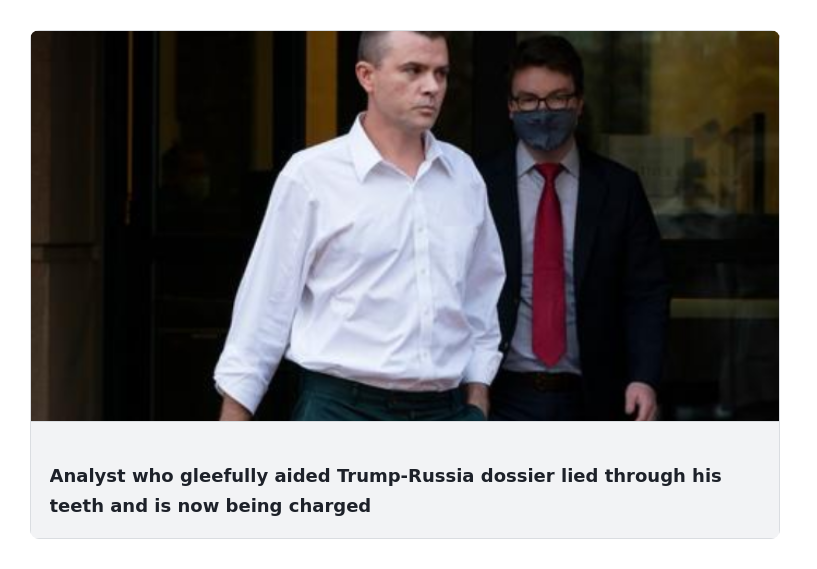 Analyst who gleefully aided Trump-Russia dossier lied through his
teeth and is now being charged